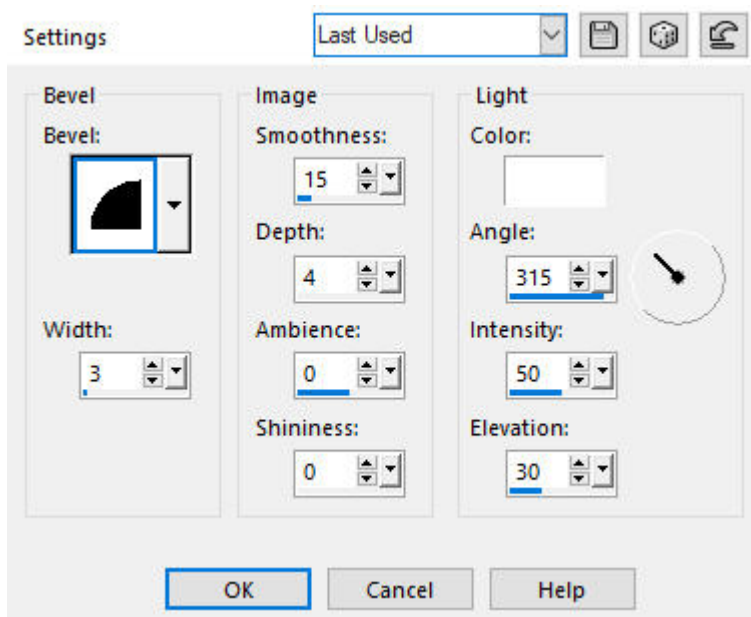 Settings
Last Used
Bevel
Bevel:
Width:
3
Image
Smoothness:
15
Depth:
4
Ambience:
0
Shininess:
0
Light
Color:
Angle:
315
Intensity:
50
Elevation:
30
OK
Cancel
Help